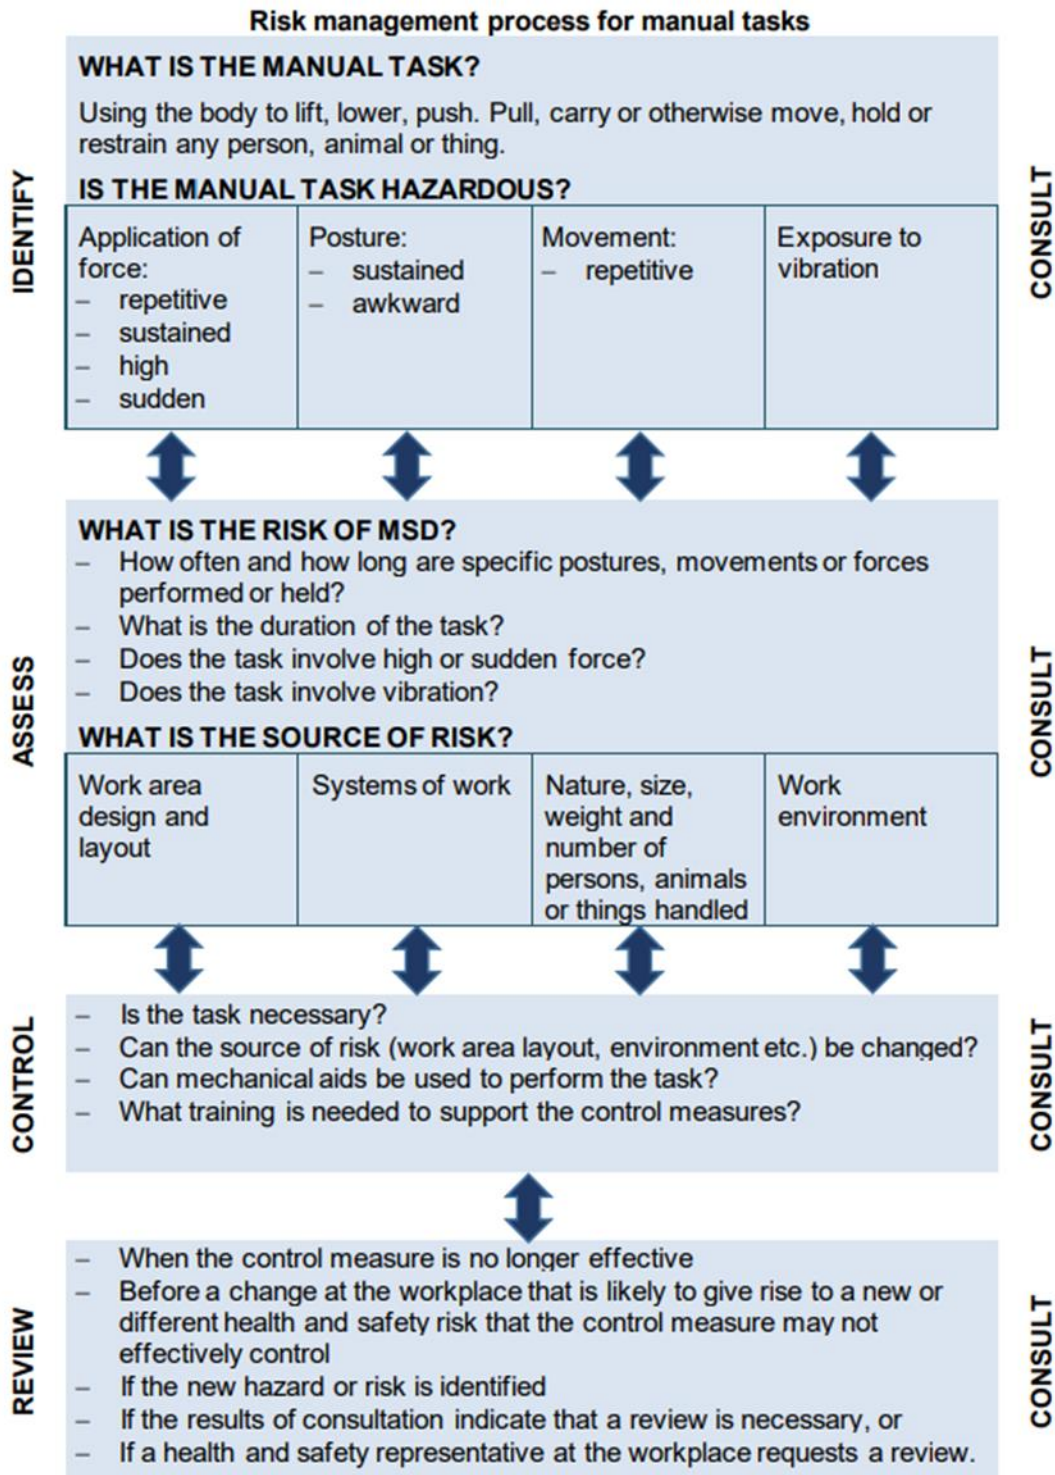 Risk management process for manual tasks
IDENTIFY
CONSULT
WHAT IS THE MANUAL TASK?
Using the body to lift, lower, push. Pull, carry or otherwise move, hold or
restrain any person, animal or thing.
IS THE MANUAL TASK HAZARDOUS?
Application of
force:
– repetitive
– sustained
– high
– sudden
Posture:
– sustained
– awkward
Movement:
– repetitive
Exposure to
vibration
ASSESS
CONSULT
WHAT IS THE RISK OF MSD?
– How often and how long are specific postures, movements or forces
performed or held?
– What is the duration of the task?
– Does the task involve high or sudden force?
– Does the task involve vibration?
WHAT IS THE SOURCE OF RISK?
Work area
design and
layout
Systems of work
Nature, size,
weight and
number of
persons, animals
or things handled
Work
environment
CONTROL
CONSULT
– Is the task necessary?
– Can the source of risk (work area layout, environment etc.) be changed?
– Can mechanical aids be used to perform the task?
– What training is needed to support the control measures?
REVIEW
CONSULT
– When the control measure is no longer effective
– Before a change at the workplace that is likely to give rise to a new or
different health and safety risk that the control measure may not
effectively control
– If the new hazard or risk is identified
– If the results of consultation indicate that a review is necessary, or
– If a health and safety representative at the workplace requests a review.